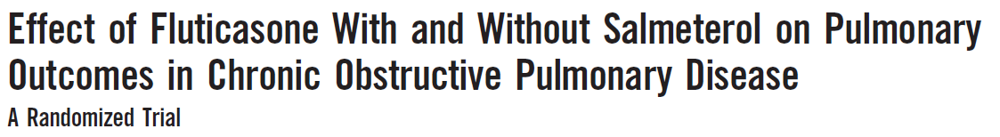 Effect of Fluticasone With and Without Salmeterol on Pulmonary
Outcomes in Chronic Obstructive Pulmonary Disease
A Randomized Trial